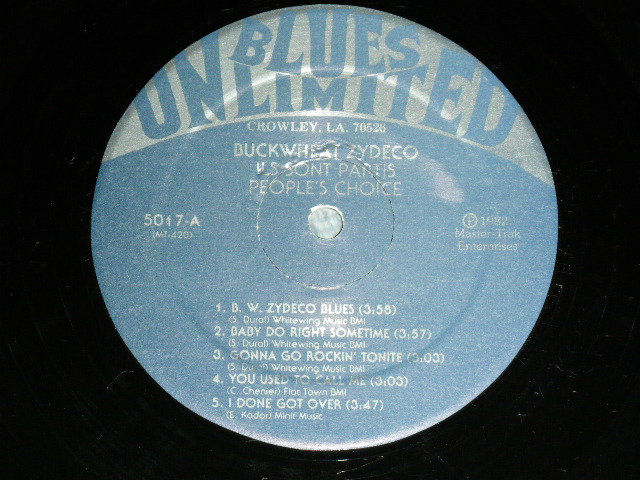 BLUES
UNLIMITED
CROWLEY, LA. 70526
BUCKWHEAT ZYDECO
ILS SONT PARTIS
PEOPLE'S CHOICE
5017-A
(MT-420)
℗ 1982
Master-Trak
Enterprises
1. B. W. ZYDECO BLUES (3:58)
(S. Dural) Whitewing Music BMI
2. BABY DO RIGHT SOMETIME (3:57)
(S. Dural) Whitewing Music BMI
3. GONNA GO ROCKIN' TONITE (3:03)
(S. Dural) Whitewing Music BMI
4. YOU USED TO CALL ME (3:03)
(C. Chenier) Flat Town BMI
5. I DONE GOT OVER (3:47)
(E. Kador) Minit Music